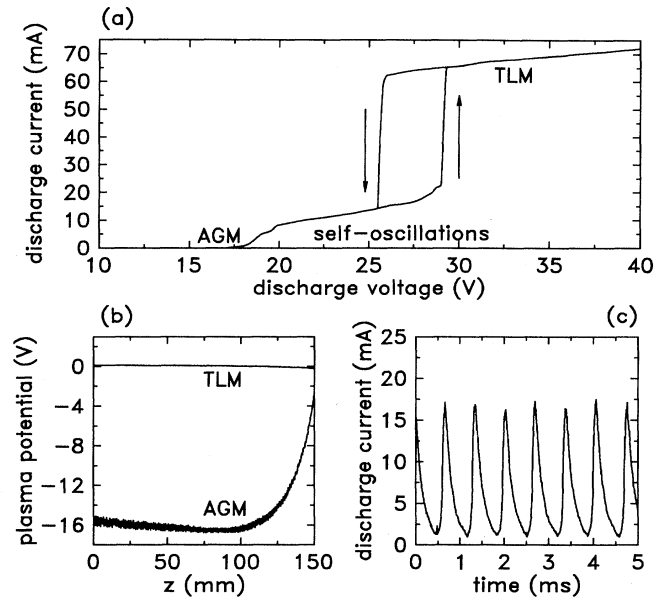 (a)
discharge current (mA)
70
60
50
40
30
20
10
0
TLM
AGM
self-oscillations
10 15 20 25 30 35 40
discharge voltage (V)
(b)
plasma potential (V)
0
-4
-8
-12
-16
TLM
AGM
0 50 100 150
z (mm)
(c)
discharge current (mA)
25
20
15
10
5
0
0 1 2 3 4 5
time (ms)